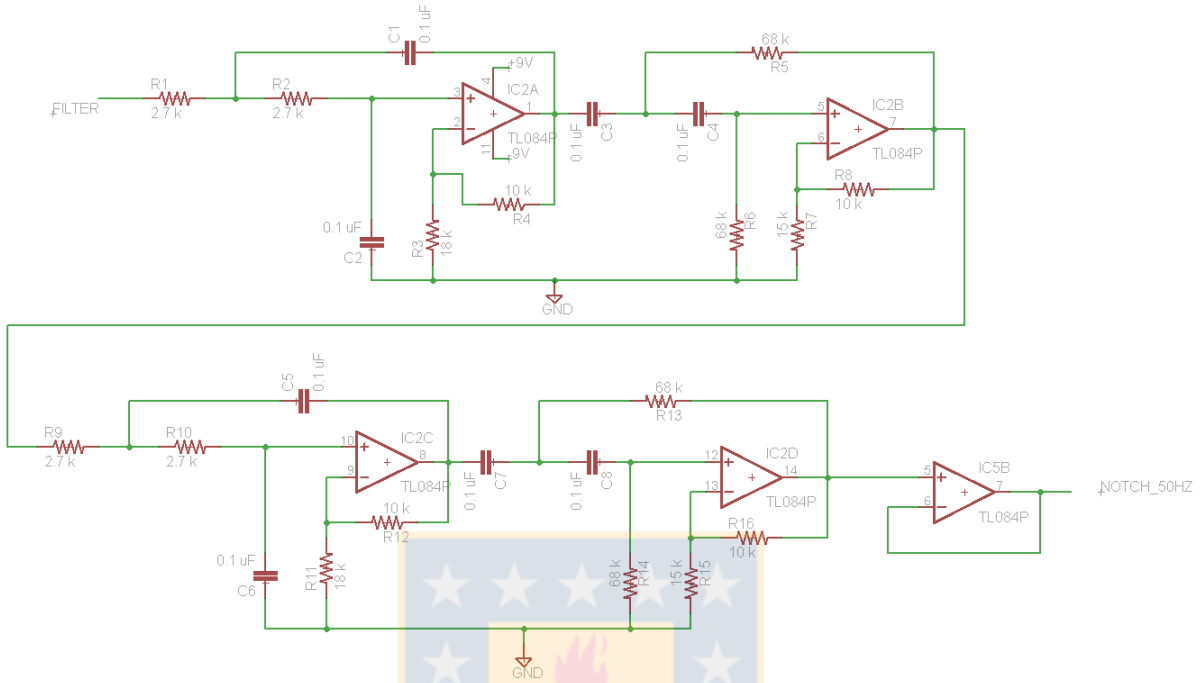 C1
0.1 uF
68 k
R5
R1
2.7 k
R2
2.7 k
FILTER
+9V
4
IC2A
3
1
2
TL084P
11
-9V
0.1 uF
C3
0.1 uF
C4
IC2B
5
7
6
TL084P
10 k
R4
R8
10 k
0.1 uF
C2
R3
18 k
68 k
R6
15 k
R7
GND
C5
0.1 uF
68 k
R13
R9
2.7 k
R10
2.7 k
IC2C
10
8
9
TL084P
0.1 uF
C7
0.1 uF
C8
IC2D
12
14
13
TL084P
IC5B
5
7
6
TL084P
NOTCH_50HZ
10 k
R12
R16
10 k
0.1 uF
C6
R11
18 k
68 k
R14
15 k
R15
GND